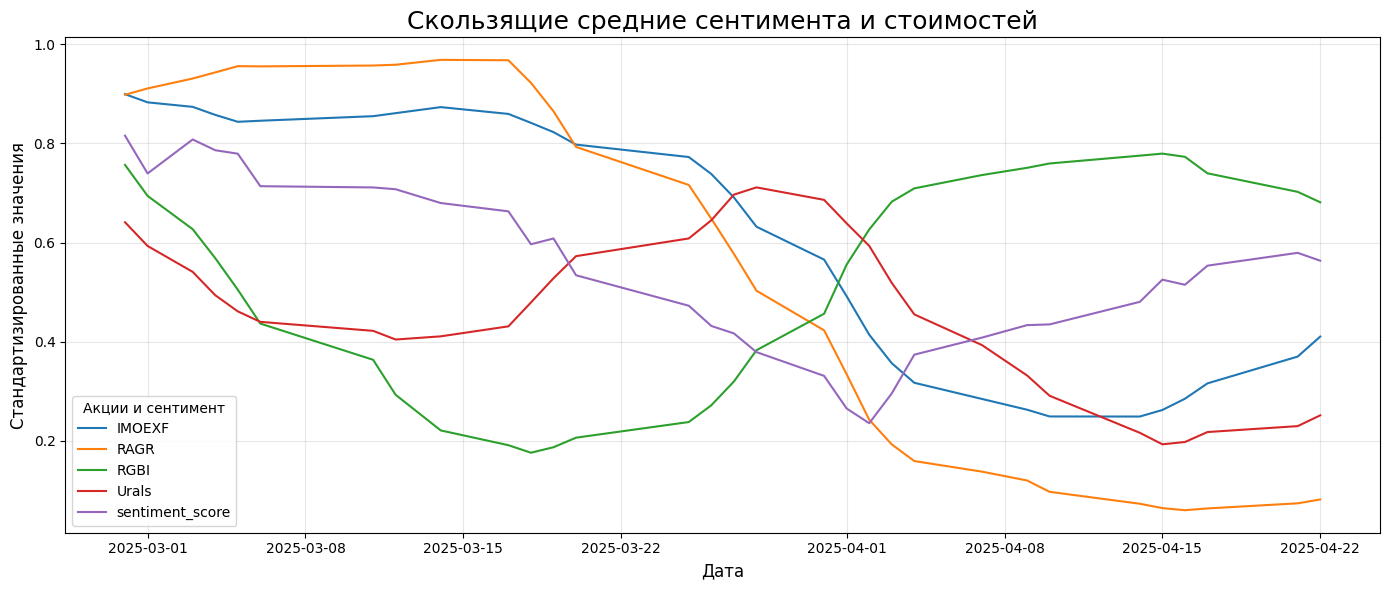 Скользящие средние сентимента и стоимостей
Стандартизированные значения
1.0
0.8
0.6
0.4
0.2
Акции и сентимент
IMOEXF
RAGR
RGBI
Urals
sentiment_score
2025-03-01
2025-03-08
2025-03-15
2025-03-22
2025-04-01
2025-04-08
2025-04-15
2025-04-22
Дата